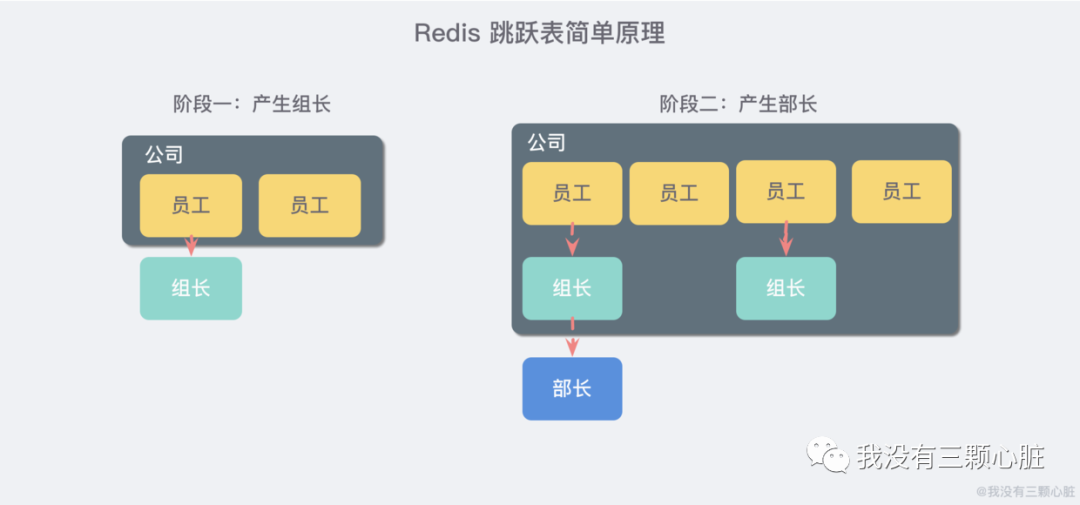 Redis 跳跃表简单原理
阶段一：产生组长
公司
员工 员工
组长
阶段二：产生部长
公司
员工 员工 员工 员工
组长 组长
部长
我没有三颗心脏
@我没有三颗心脏